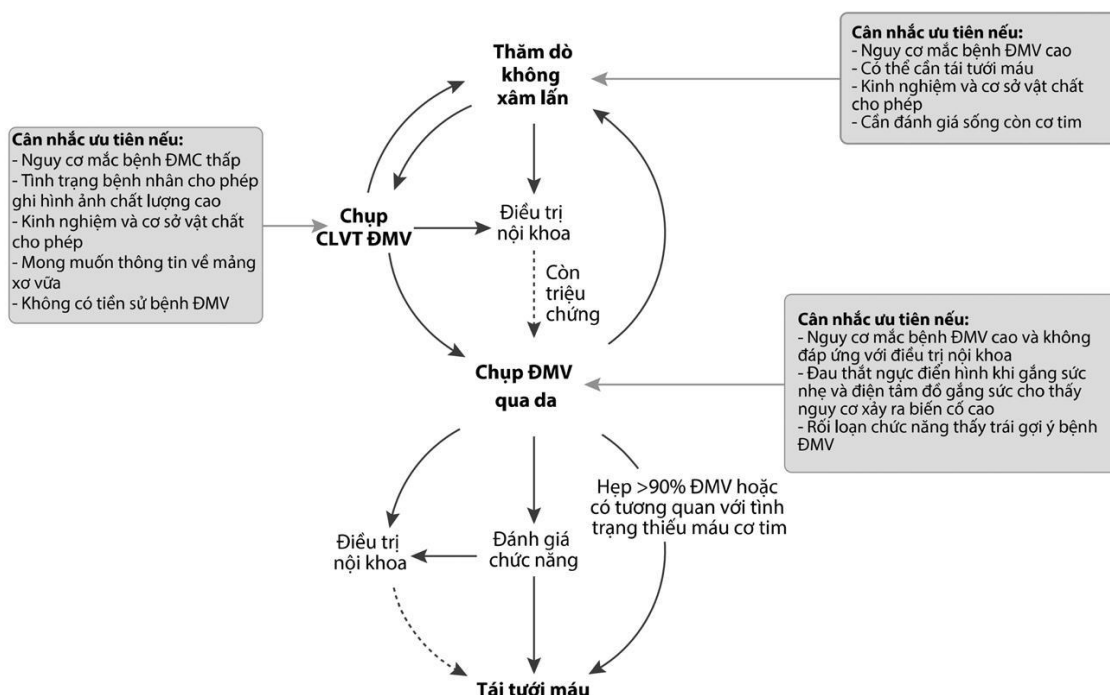 Thăm dò
không
xâm lấn
Cân nhắc ưu tiên nếu:
- Nguy cơ mắc bệnh ĐMV cao
- Có thể cần tái tưới máu
- Kinh nghiệm và cơ sở vật chất
cho phép
- Cần đánh giá sống còn cơ tim
Cân nhắc ưu tiên nếu:
- Nguy cơ mắc bệnh ĐMC thấp
- Tình trạng bệnh nhân cho phép
ghi hình ảnh chất lượng cao
- Kinh nghiệm và cơ sở vật chất
cho phép
- Mong muốn thông tin về mảng
xơ vữa
- Không có tiền sử bệnh ĐMV
Chụp
CLVT ĐMV
Điều trị
nội khoa
Còn
triệu
chứng
Chụp ĐMV
qua da
Cân nhắc ưu tiên nếu:
- Nguy cơ mắc bệnh ĐMV cao và không
đáp ứng với điều trị nội khoa
- Đau thắt ngực điển hình khi gắng sức
nhẹ và điện tâm đồ gắng sức cho thấy
nguy cơ xảy ra biến cố cao
- Rối loạn chức năng thấy trái gợi ý bệnh
ĐMV
Hẹp >90% ĐMV hoặc
có tương quan với tình
trạng thiếu máu cơ tim
Điều trị
nội khoa
Đánh giá
chức năng
Tái tưới máu